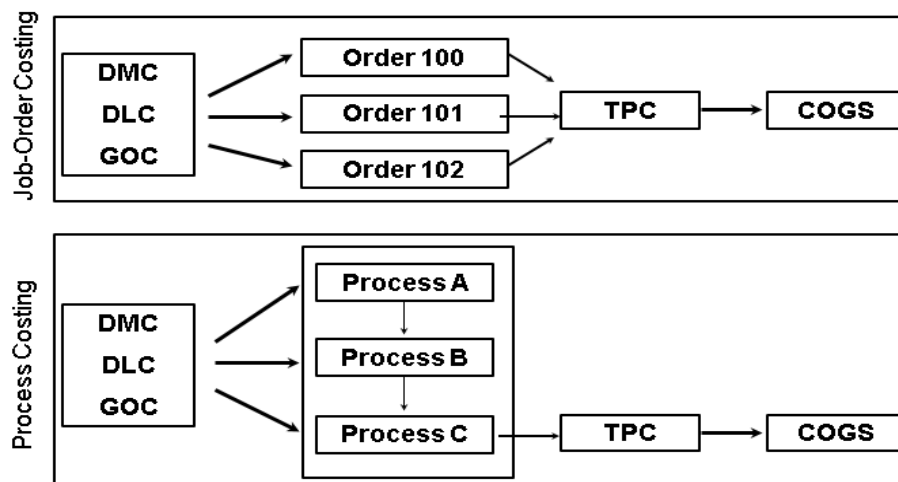 Job-Order Costing
DMC
DLC
GOC
Order 100
Order 101
Order 102
TPC
COGS
Process Costing
DMC
DLC
GOC
Process A
Process B
Process C
TPC
COGS